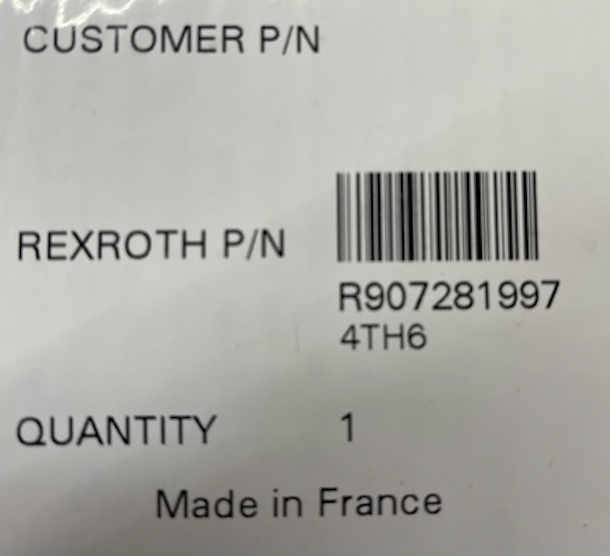 CUSTOMER P/N
REXROTH P/N
R907281997
4TH6
QUANTITY 1
Made in France